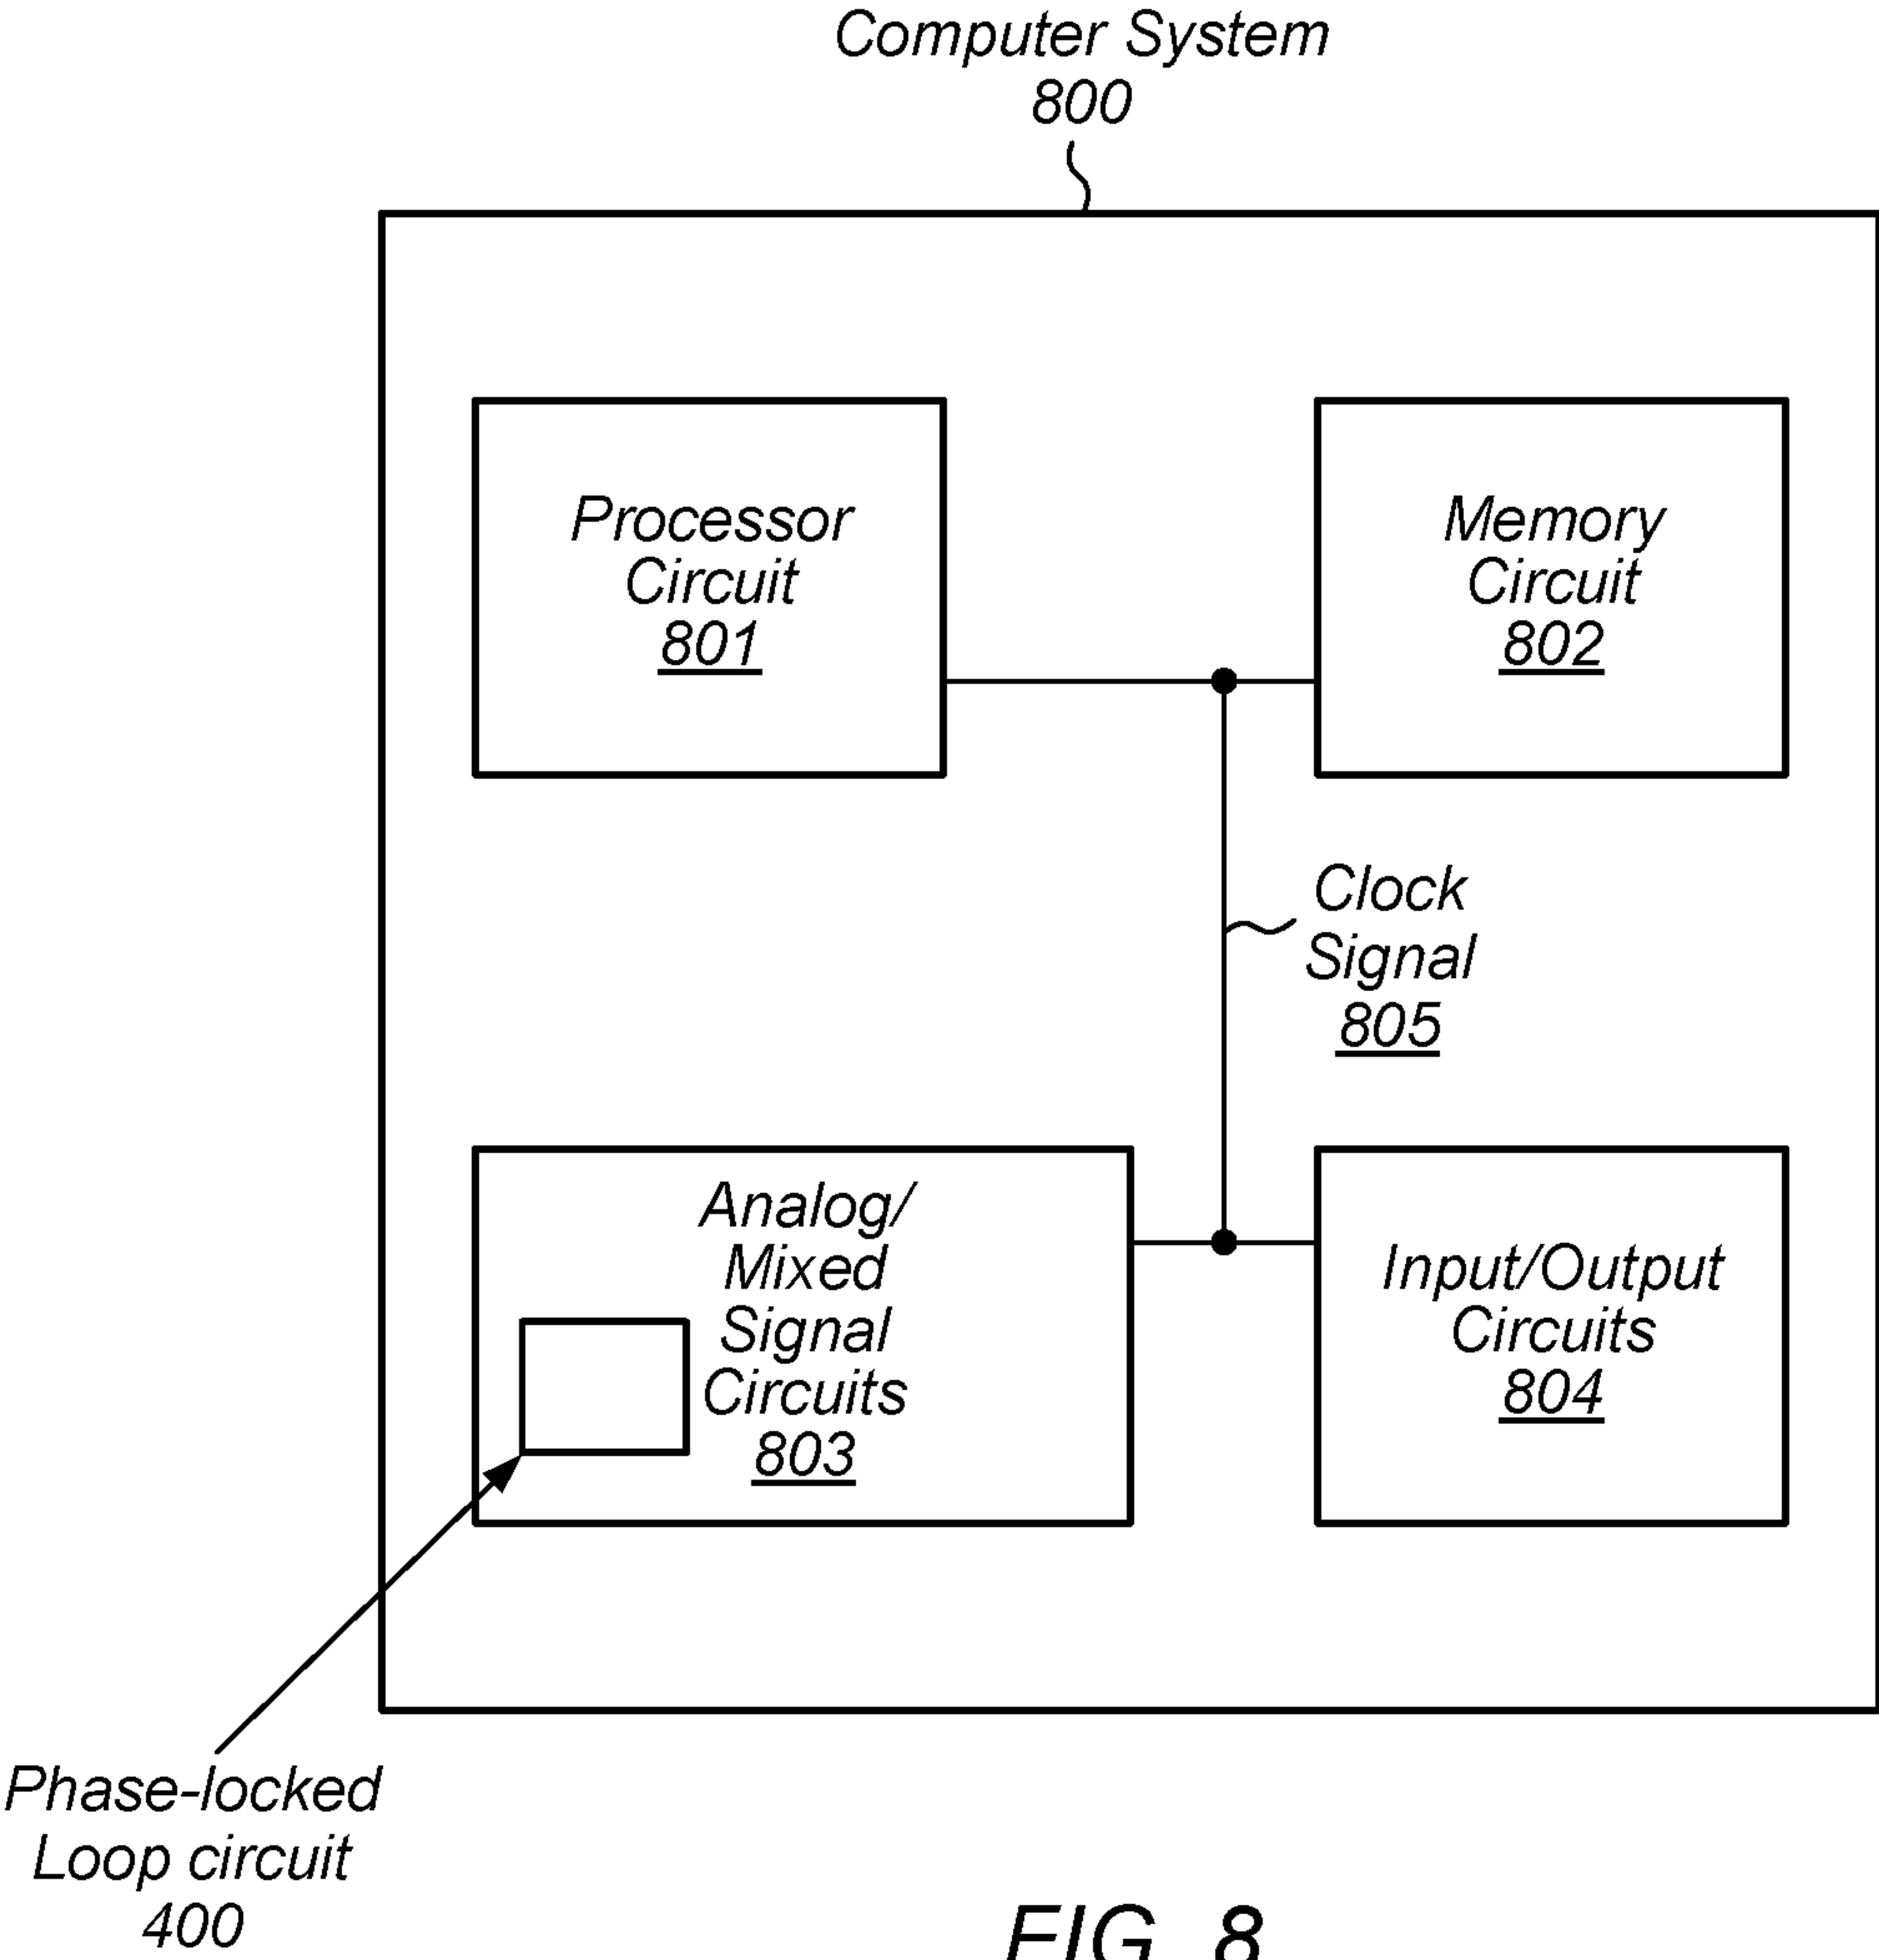 Computer System
800
Processor
Circuit
801
Memory
Circuit
802
Clock
Signal
805
Analog/
Mixed
Signal
Circuits
803
Input/Output
Circuits
804
Phase-locked
Loop circuit
400
FIG. 8